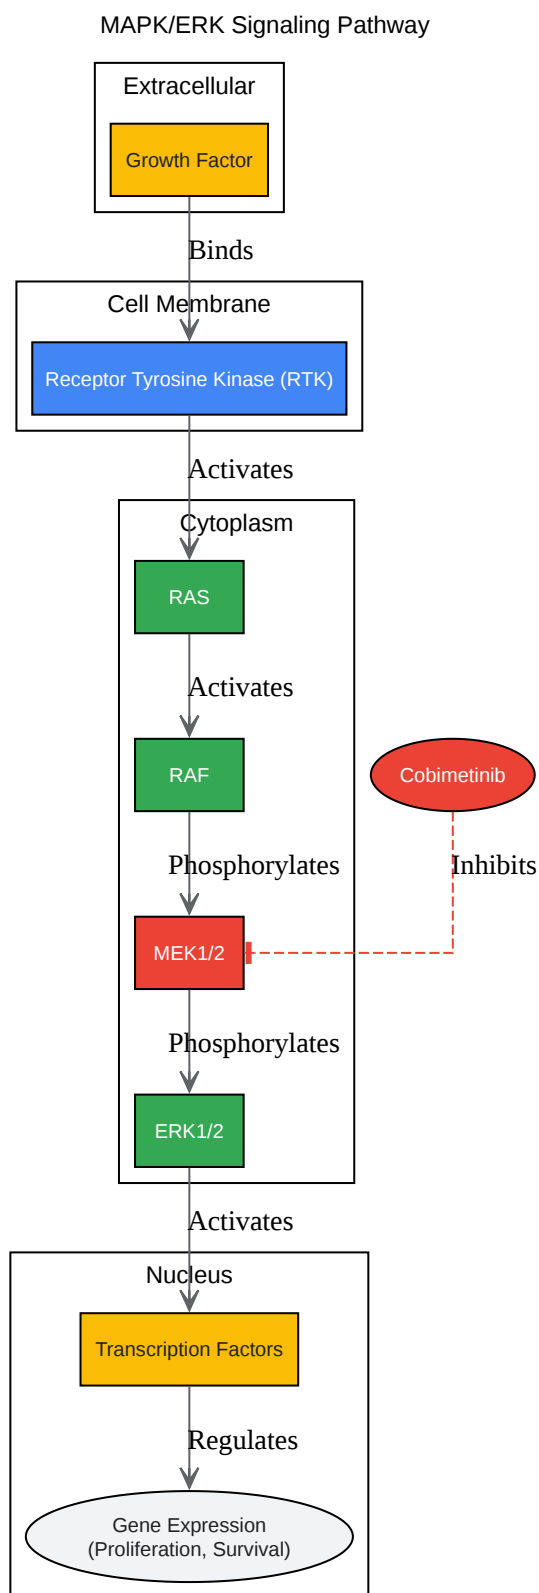 MAPK/ERK Signaling Pathway
Extracellular
Growth Factor
Binds
Cell Membrane
Receptor Tyrosine Kinase (RTK)
Activates
Cytoplasm
RAS
Activates
RAF
Cobimetinib
Phosphorylates
Inhibits
MEK1/2
Phosphorylates
ERK1/2
Activates
Nucleus
Transcription Factors
Regulates
Gene Expression
(Proliferation, Survival)